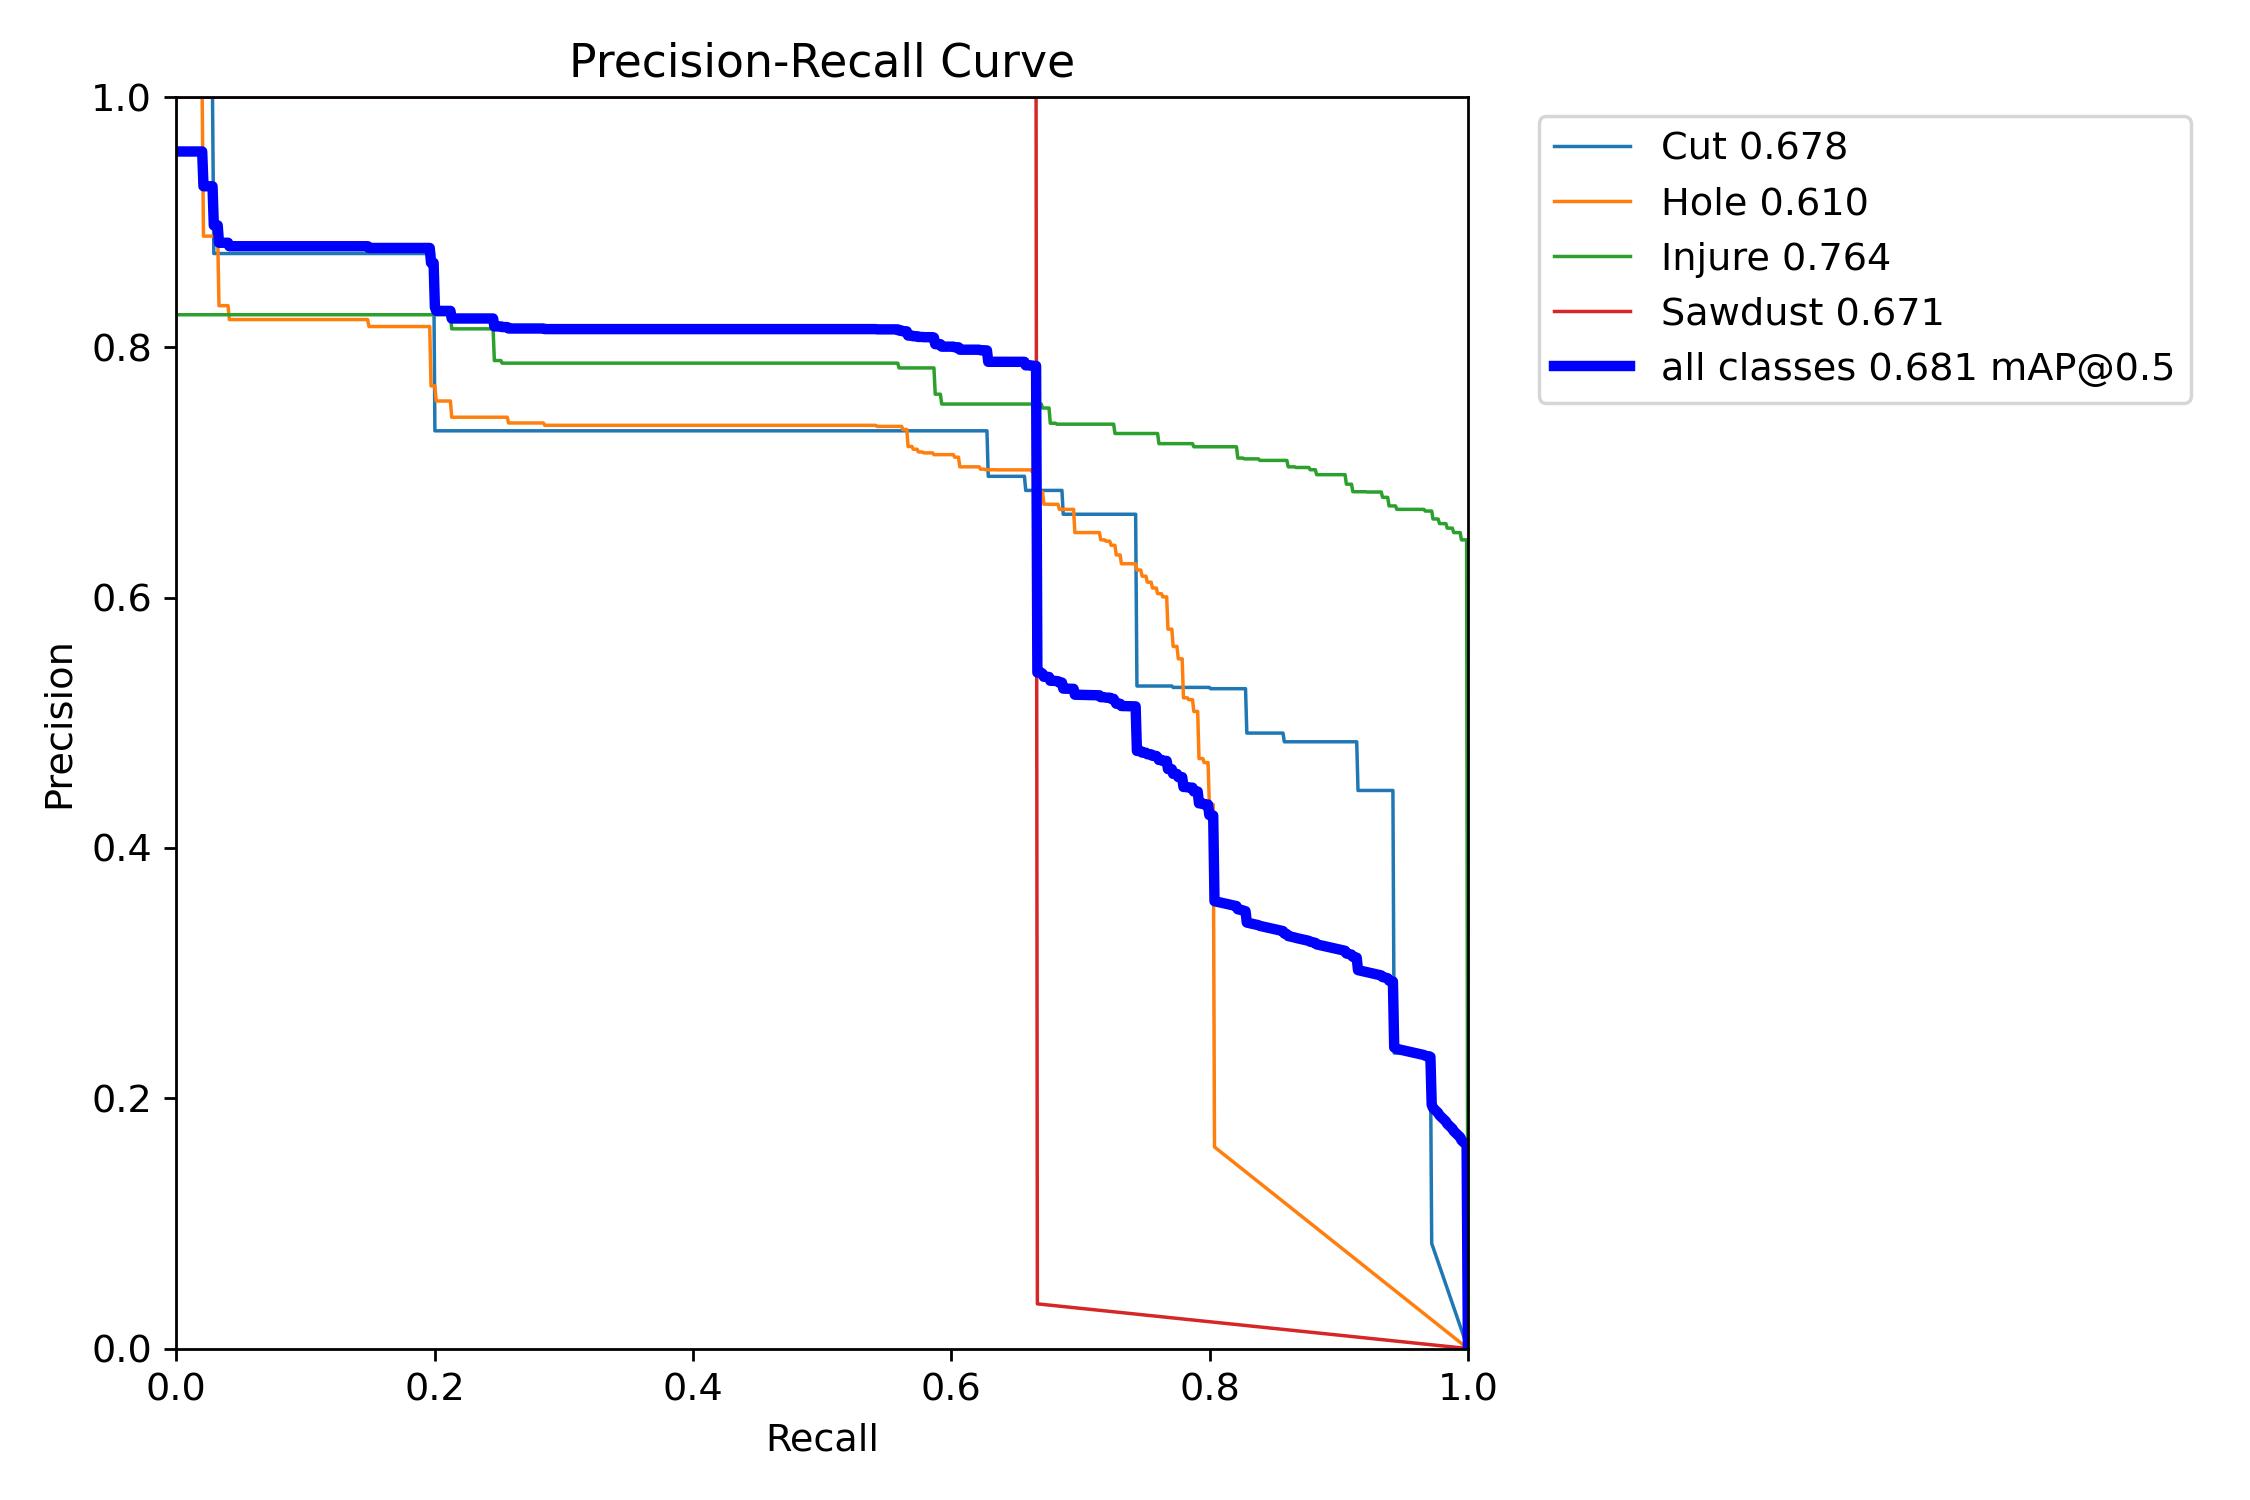 Precision-Recall Curve
1.0
0.8
0.6
0.4
0.2
0.0
Precision
0.0 0.2 0.4 0.6 0.8 1.0
Recall
Cut 0.678
Hole 0.610
Injure 0.764
Sawdust 0.671
all classes 0.681 mAP@0.5